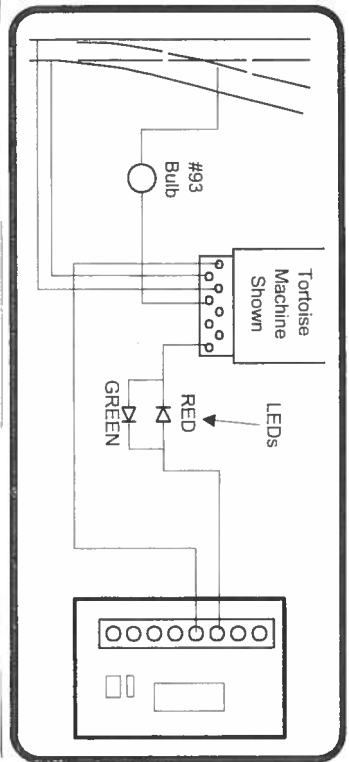 #93
Bulb
Tortoise
Machine
Shown
LEDs
RED
GREEN